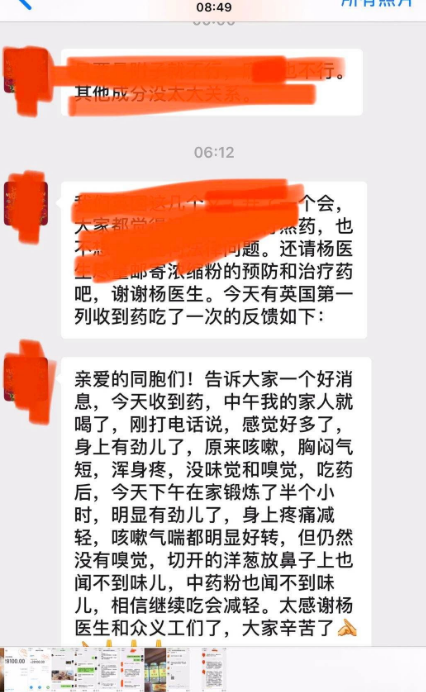 08:49
所有照片
也不行。
其他成分没太大关系。
06:12
个会，
大家都觉得 煎药，也
不 问题。还请杨医
生 邮寄浓缩粉的预防和治疗药
吧，谢谢杨医生。今天有英国第一
列收到药吃了一次的反馈如下：
亲爱的同胞们！告诉大家一个好消
息，今天收到药，中午我的家人就
喝了，刚打电话说，感觉好多了，
身上有劲儿了，原来咳嗽，胸闷气
短，浑身疼，没味觉和嗅觉，吃药
后，今天下午在家锻炼了半个小
时，明显有劲儿了，身上疼痛减
轻，咳嗽气喘都明显好转，但仍然
没有嗅觉，切开的洋葱放鼻子上也
闻不到味儿，中药粉也闻不到味
儿，相信继续吃会减轻。太感谢杨
医生和众义工们了，大家辛苦了🙏